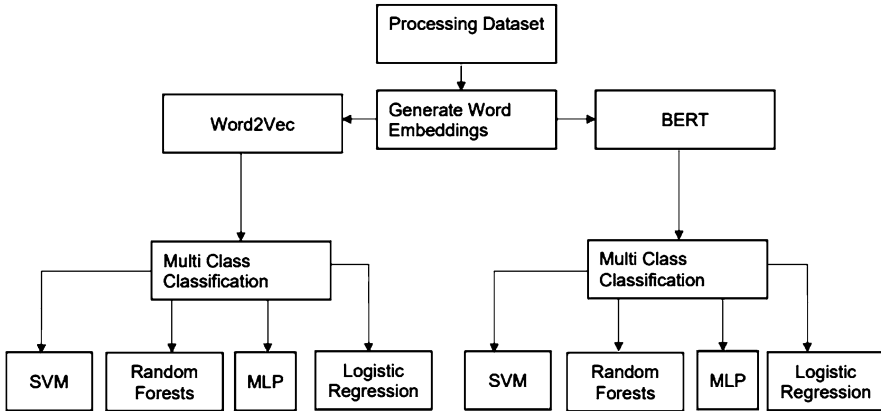 Processing Dataset
Generate Word
Embeddings
Word2Vec
BERT
Multi Class
Classification
Multi Class
Classification
SVM
Random
Forests
MLP
Logistic
Regression
SVM
Random
Forests
MLP
Logistic
Regression